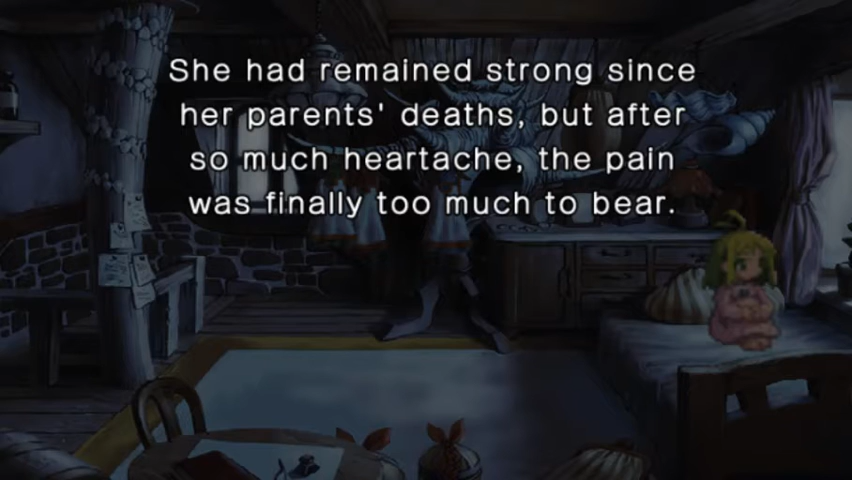 She had remained strong since
her parents' deaths, but after
so much heartache, the pain
was finally too much to bear.